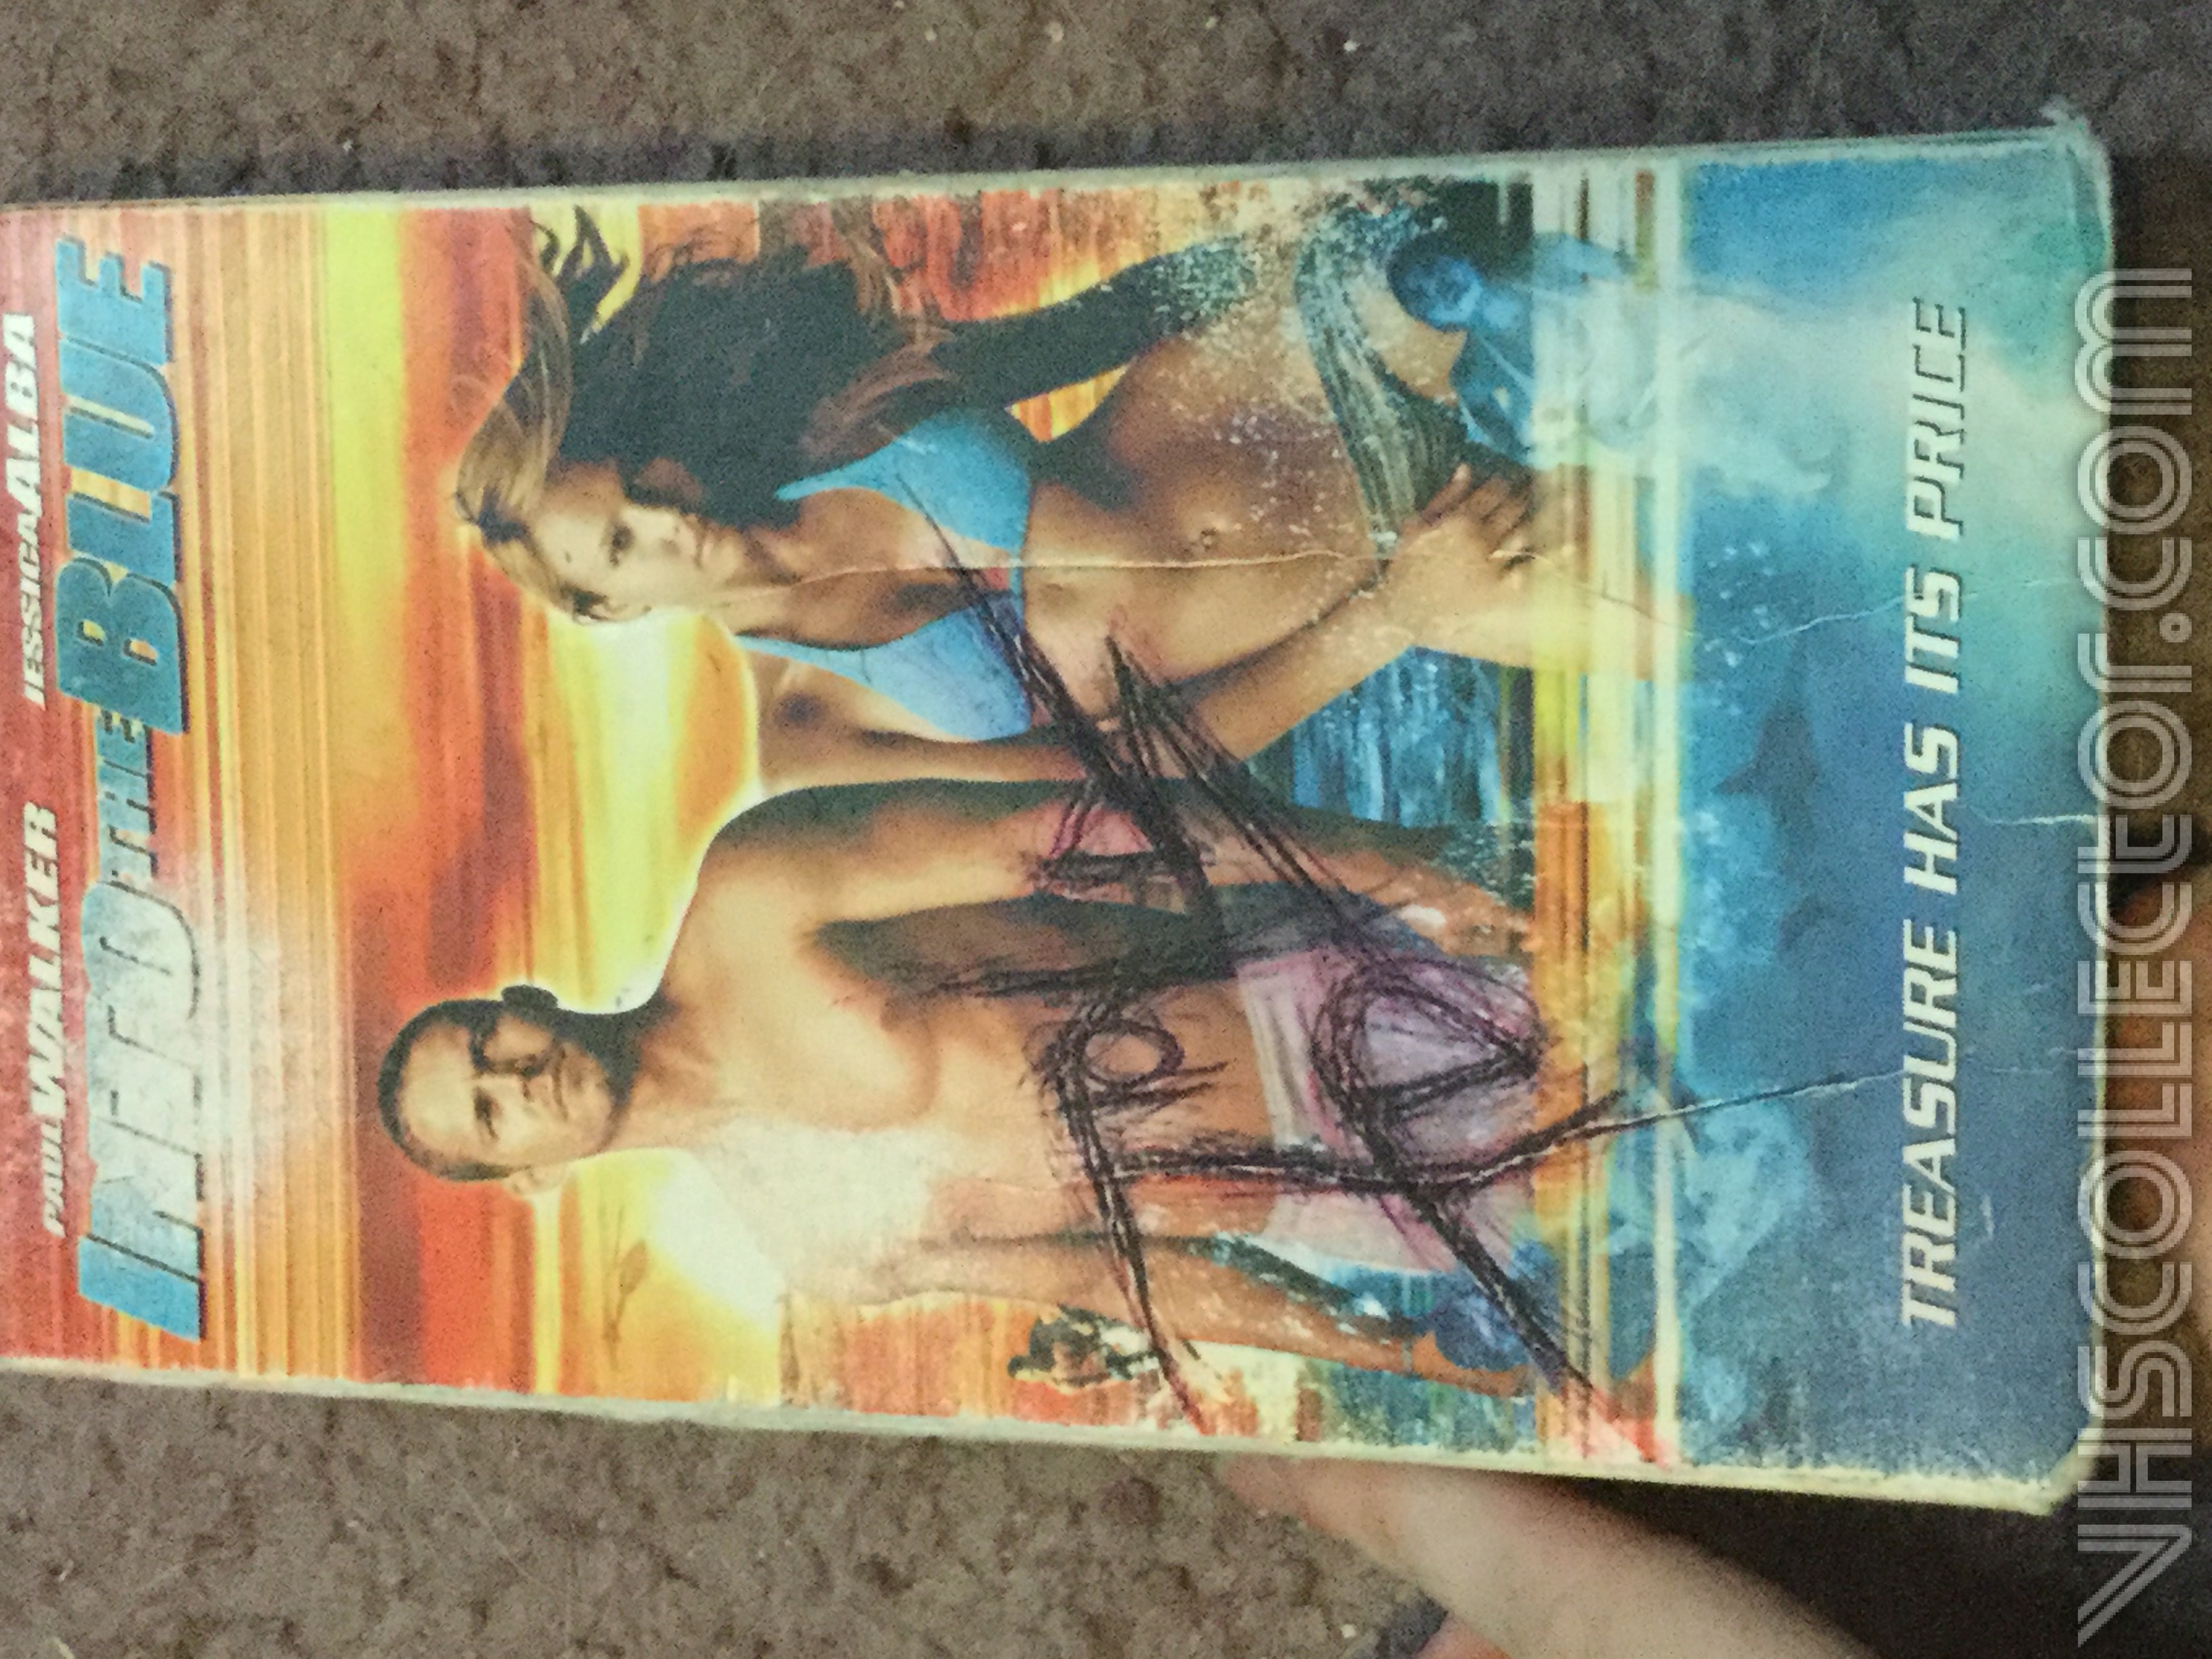 PAUL WALKER JESSICA ALBA
INTO THE BLUE
TREASURE HAS ITS PRICE
VHSCOLLECTOR.COM